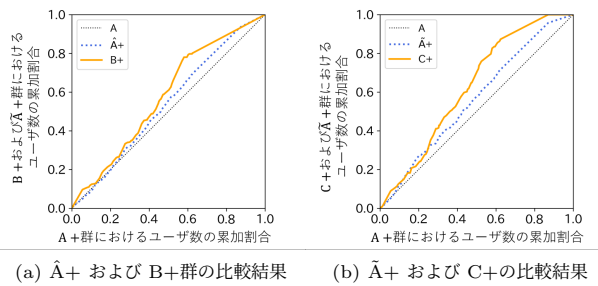 1.0
0.8
0.6
0.4
0.2
0.0
B+およびÃ+群における
ユーザ数の累加割合
A
Â+
B+
0.0 0.2 0.4 0.6 0.8 1.0
A+群におけるユーザ数の累加割合
(a) Â+ および B+群の比較結果
1.0
0.8
0.6
0.4
0.2
0.0
C+およびÃ+群における
ユーザ数の累加割合
A
Ã+
C+
0.0 0.2 0.4 0.6 0.8 1.0
A+群におけるユーザ数の累加割合
(b) Ã+ および C+の比較結果